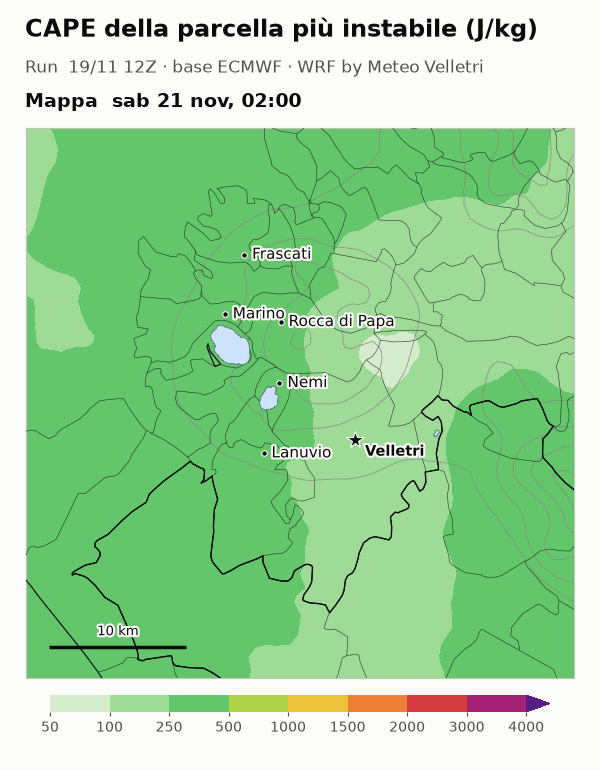 CAPE della parcella più instabile (J/kg)
Run  19/11 12Z · base ECMWF · WRF by Meteo Velletri
Mappa  sab 21 nov, 02:00
Frascati
Marino
Rocca di Papa
Nemi
Velletri
Lanuvio
10 km
50 100 250 500 1000 1500 2000 3000 4000